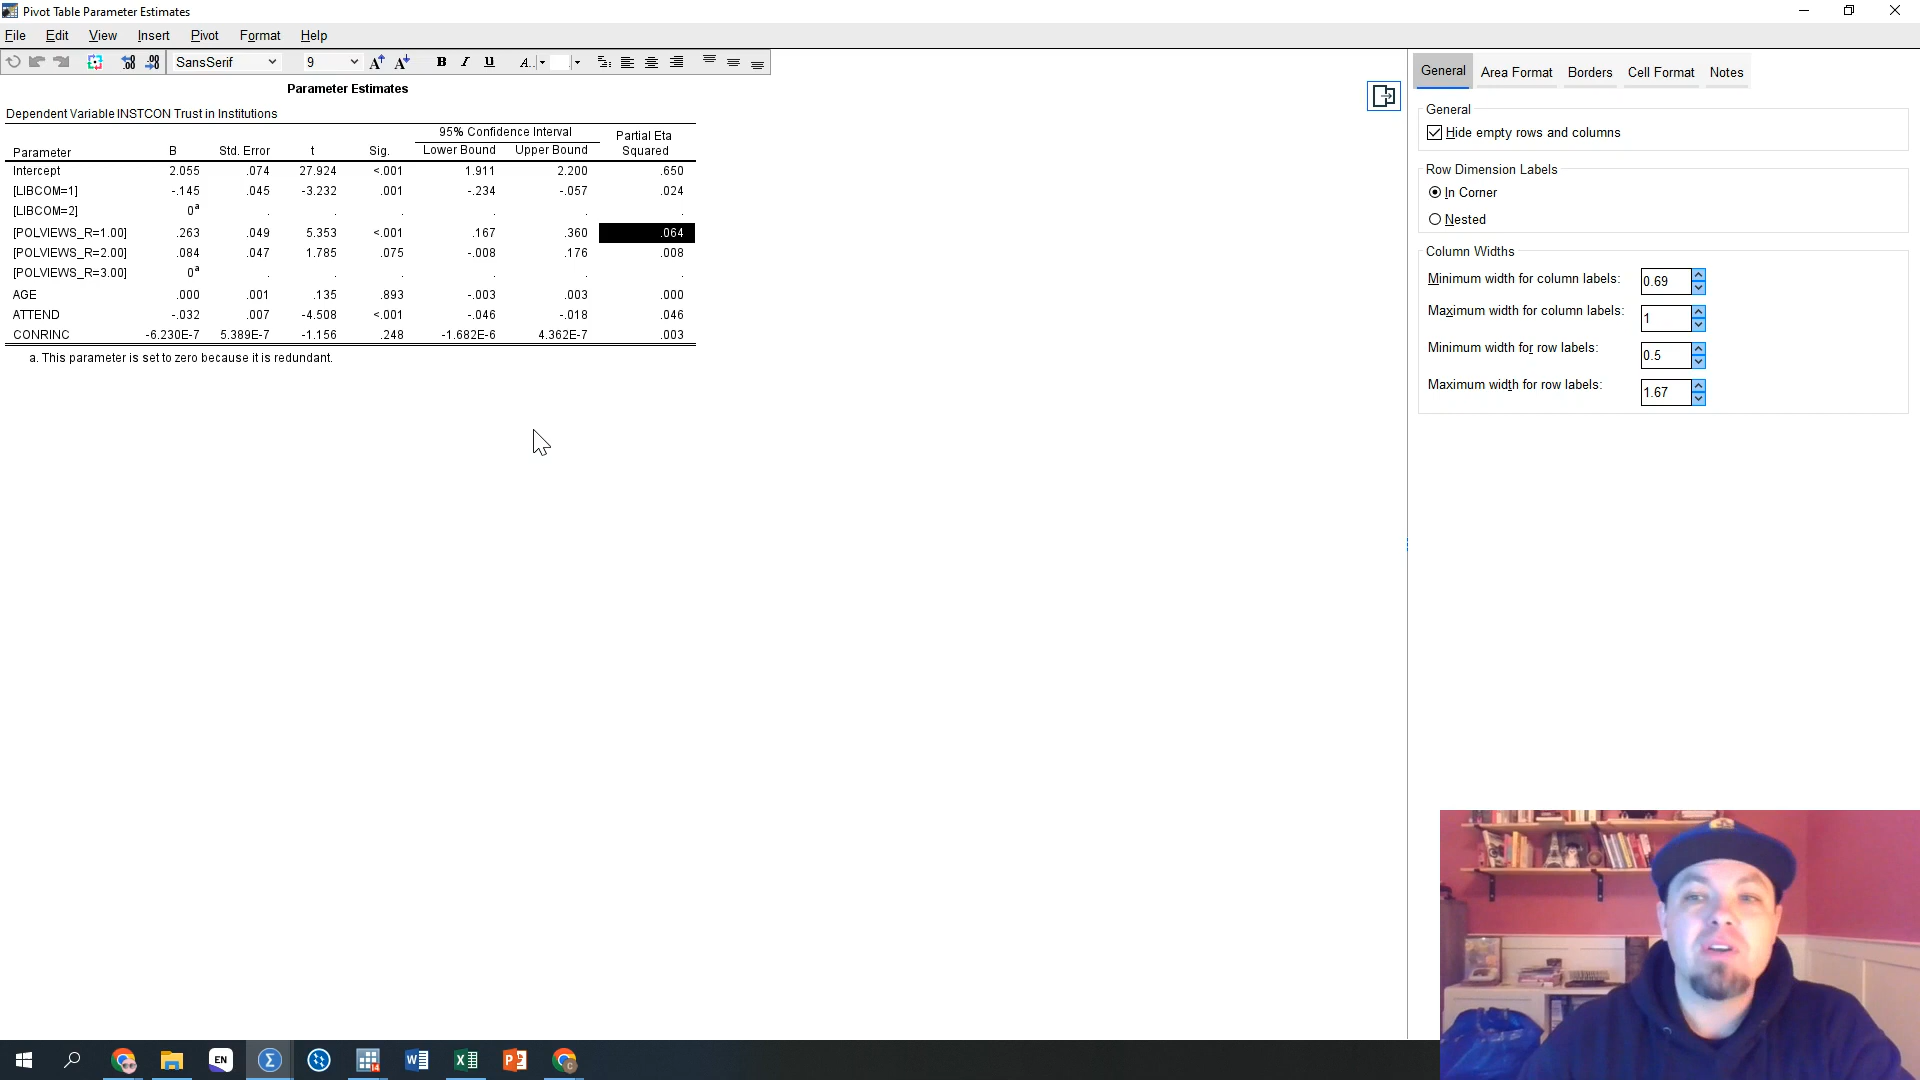 Pivot Table Parameter Estimates
File Edit View Insert Pivot Format Help
SansSerif 9 B I U A..
Parameter Estimates
Dependent Variable INSTCON Trust in Institutions
95% Confidence Interval Partial Eta
Parameter B Std. Error t Sig. Lower Bound Upper Bound Squared
Intercept 2.055 .074 27.924 <.001 1.911 2.200 .650
[LIBCOM=1] -.145 .045 -3.232 .001 -.234 -.057 .024
[LIBCOM=2] 0a . . . . . .
[POLVIEWS_R=1.00] .263 .049 5.353 <.001 .167 .360 .064
[POLVIEWS_R=2.00] .084 .047 1.785 .075 -.008 .176 .008
[POLVIEWS_R=3.00] 0a . . . . . .
AGE .000 .001 .135 .893 -.003 .003 .000
ATTEND -.032 .007 -4.508 <.001 -.046 -.018 .046
CONRINC -6.230E-7 5.389E-7 -1.156 .248 -1.682E-6 4.362E-7 .003
a. This parameter is set to zero because it is redundant.
General Area Format Borders Cell Format Notes
General
Hide empty rows and columns
Row Dimension Labels
In Corner
Nested
Column Widths
Minimum width for column labels: 0.69
Maximum width for column labels: 1
Minimum width for row labels: 0.5
Maximum width for row labels: 1.67
EN Σ 14 W X P C